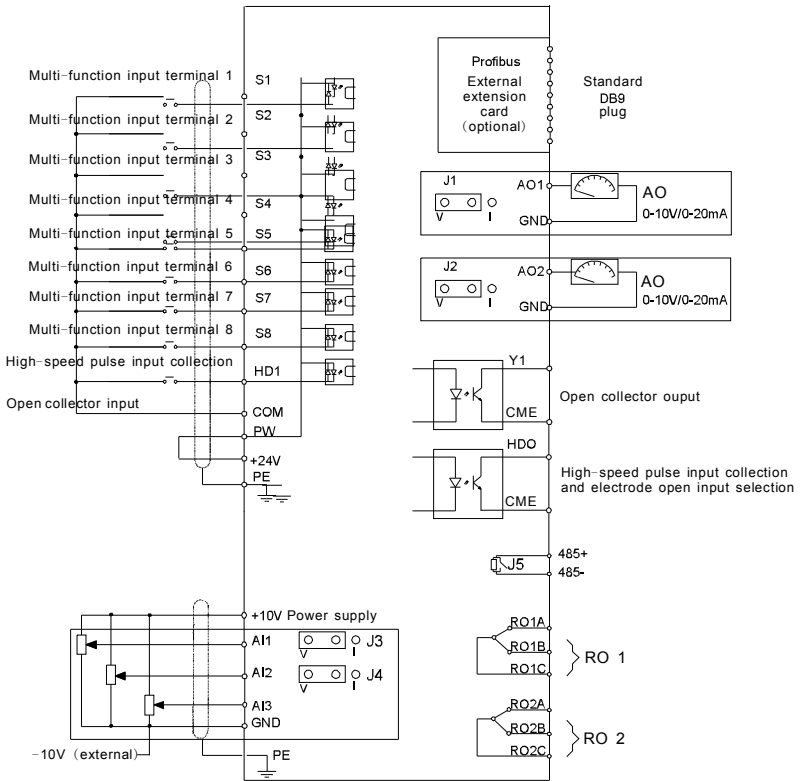 Multi-function input terminal 1
S1
Multi-function input terminal 2
S2
Multi-function input terminal 3
S3
Multi-function input terminal 4
S4
Multi-function input terminal 5
S5
Multi-function input terminal 6
S6
Multi-function input terminal 7
S7
Multi-function input terminal 8
S8
High-speed pulse input collection
HD1
Open collector input
COM
PW
+24V
PE
Profibus
External
extension
card
(optional)
Standard
DB9
plug
J1
V
I
AO1
GND
AO
0-10V/0-20mA
J2
V
I
AO2
GND
AO
0-10V/0-20mA
Y1
CME
Open collector ouput
HDO
CME
High-speed pulse input collection
and electrode open input selection
J5
485+
485-
+10V Power supply
AI1
V
I
J3
AI2
V
I
J4
AI3
GND
-10V (external)
PE
RO1A
RO1B
RO1C
RO 1
RO2A
RO2B
RO2C
RO 2